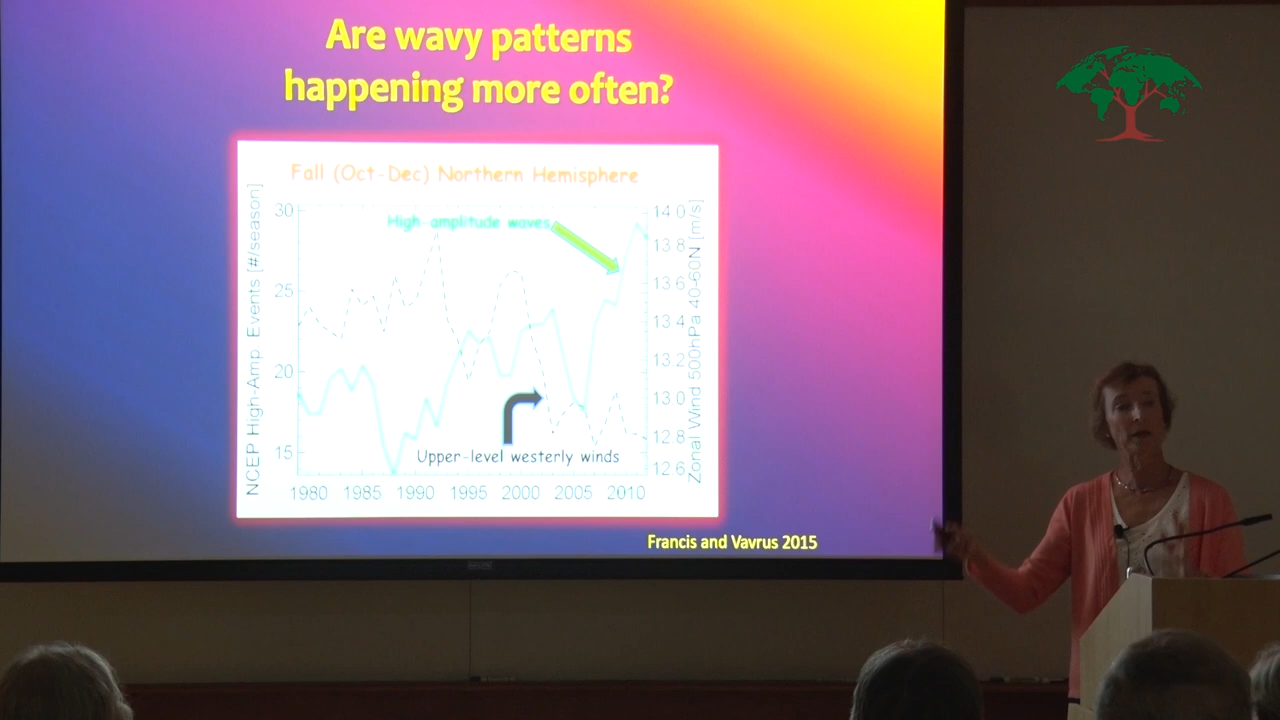 Are wavy patterns
happening more often?
Fall (Oct-Dec) Northern Hemisphere
High-amplitude waves
NCEP High-Amp Events [#/season]
30
25
20
15
Zonal Wind 500hPa 40-60N [m/s]
14 0
13 8
13 6
13 4
13 2
13 0
12 8
12 6
Upper-level westerly winds
1980 1985 1990 1995 2000 2005 2010
Francis and Vavrus 2015